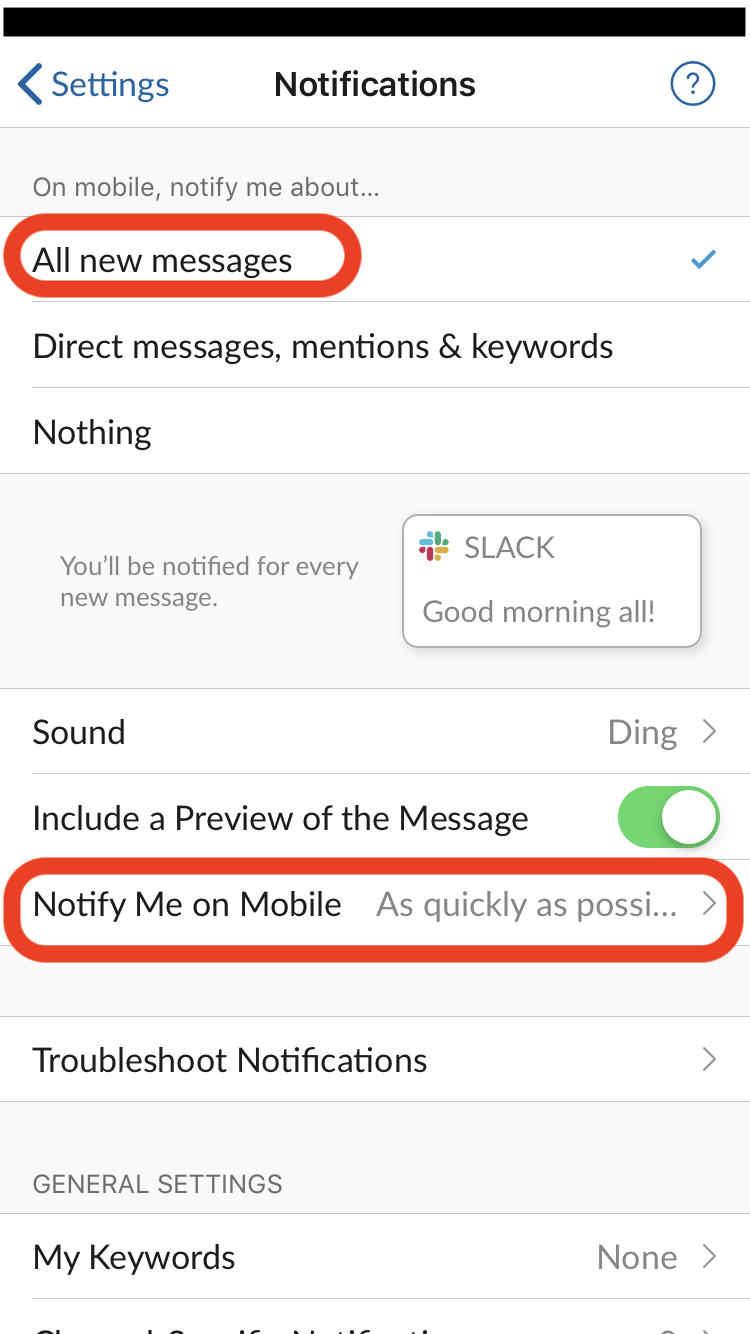 Settings
Notifications
?
On mobile, notify me about...
All new messages
Direct messages, mentions & keywords
Nothing
You’ll be notified for every
new message.
SLACK
Good morning all!
Sound Ding
Include a Preview of the Message
Notify Me on Mobile As quickly as possi...
Troubleshoot Notifications
GENERAL SETTINGS
My Keywords None